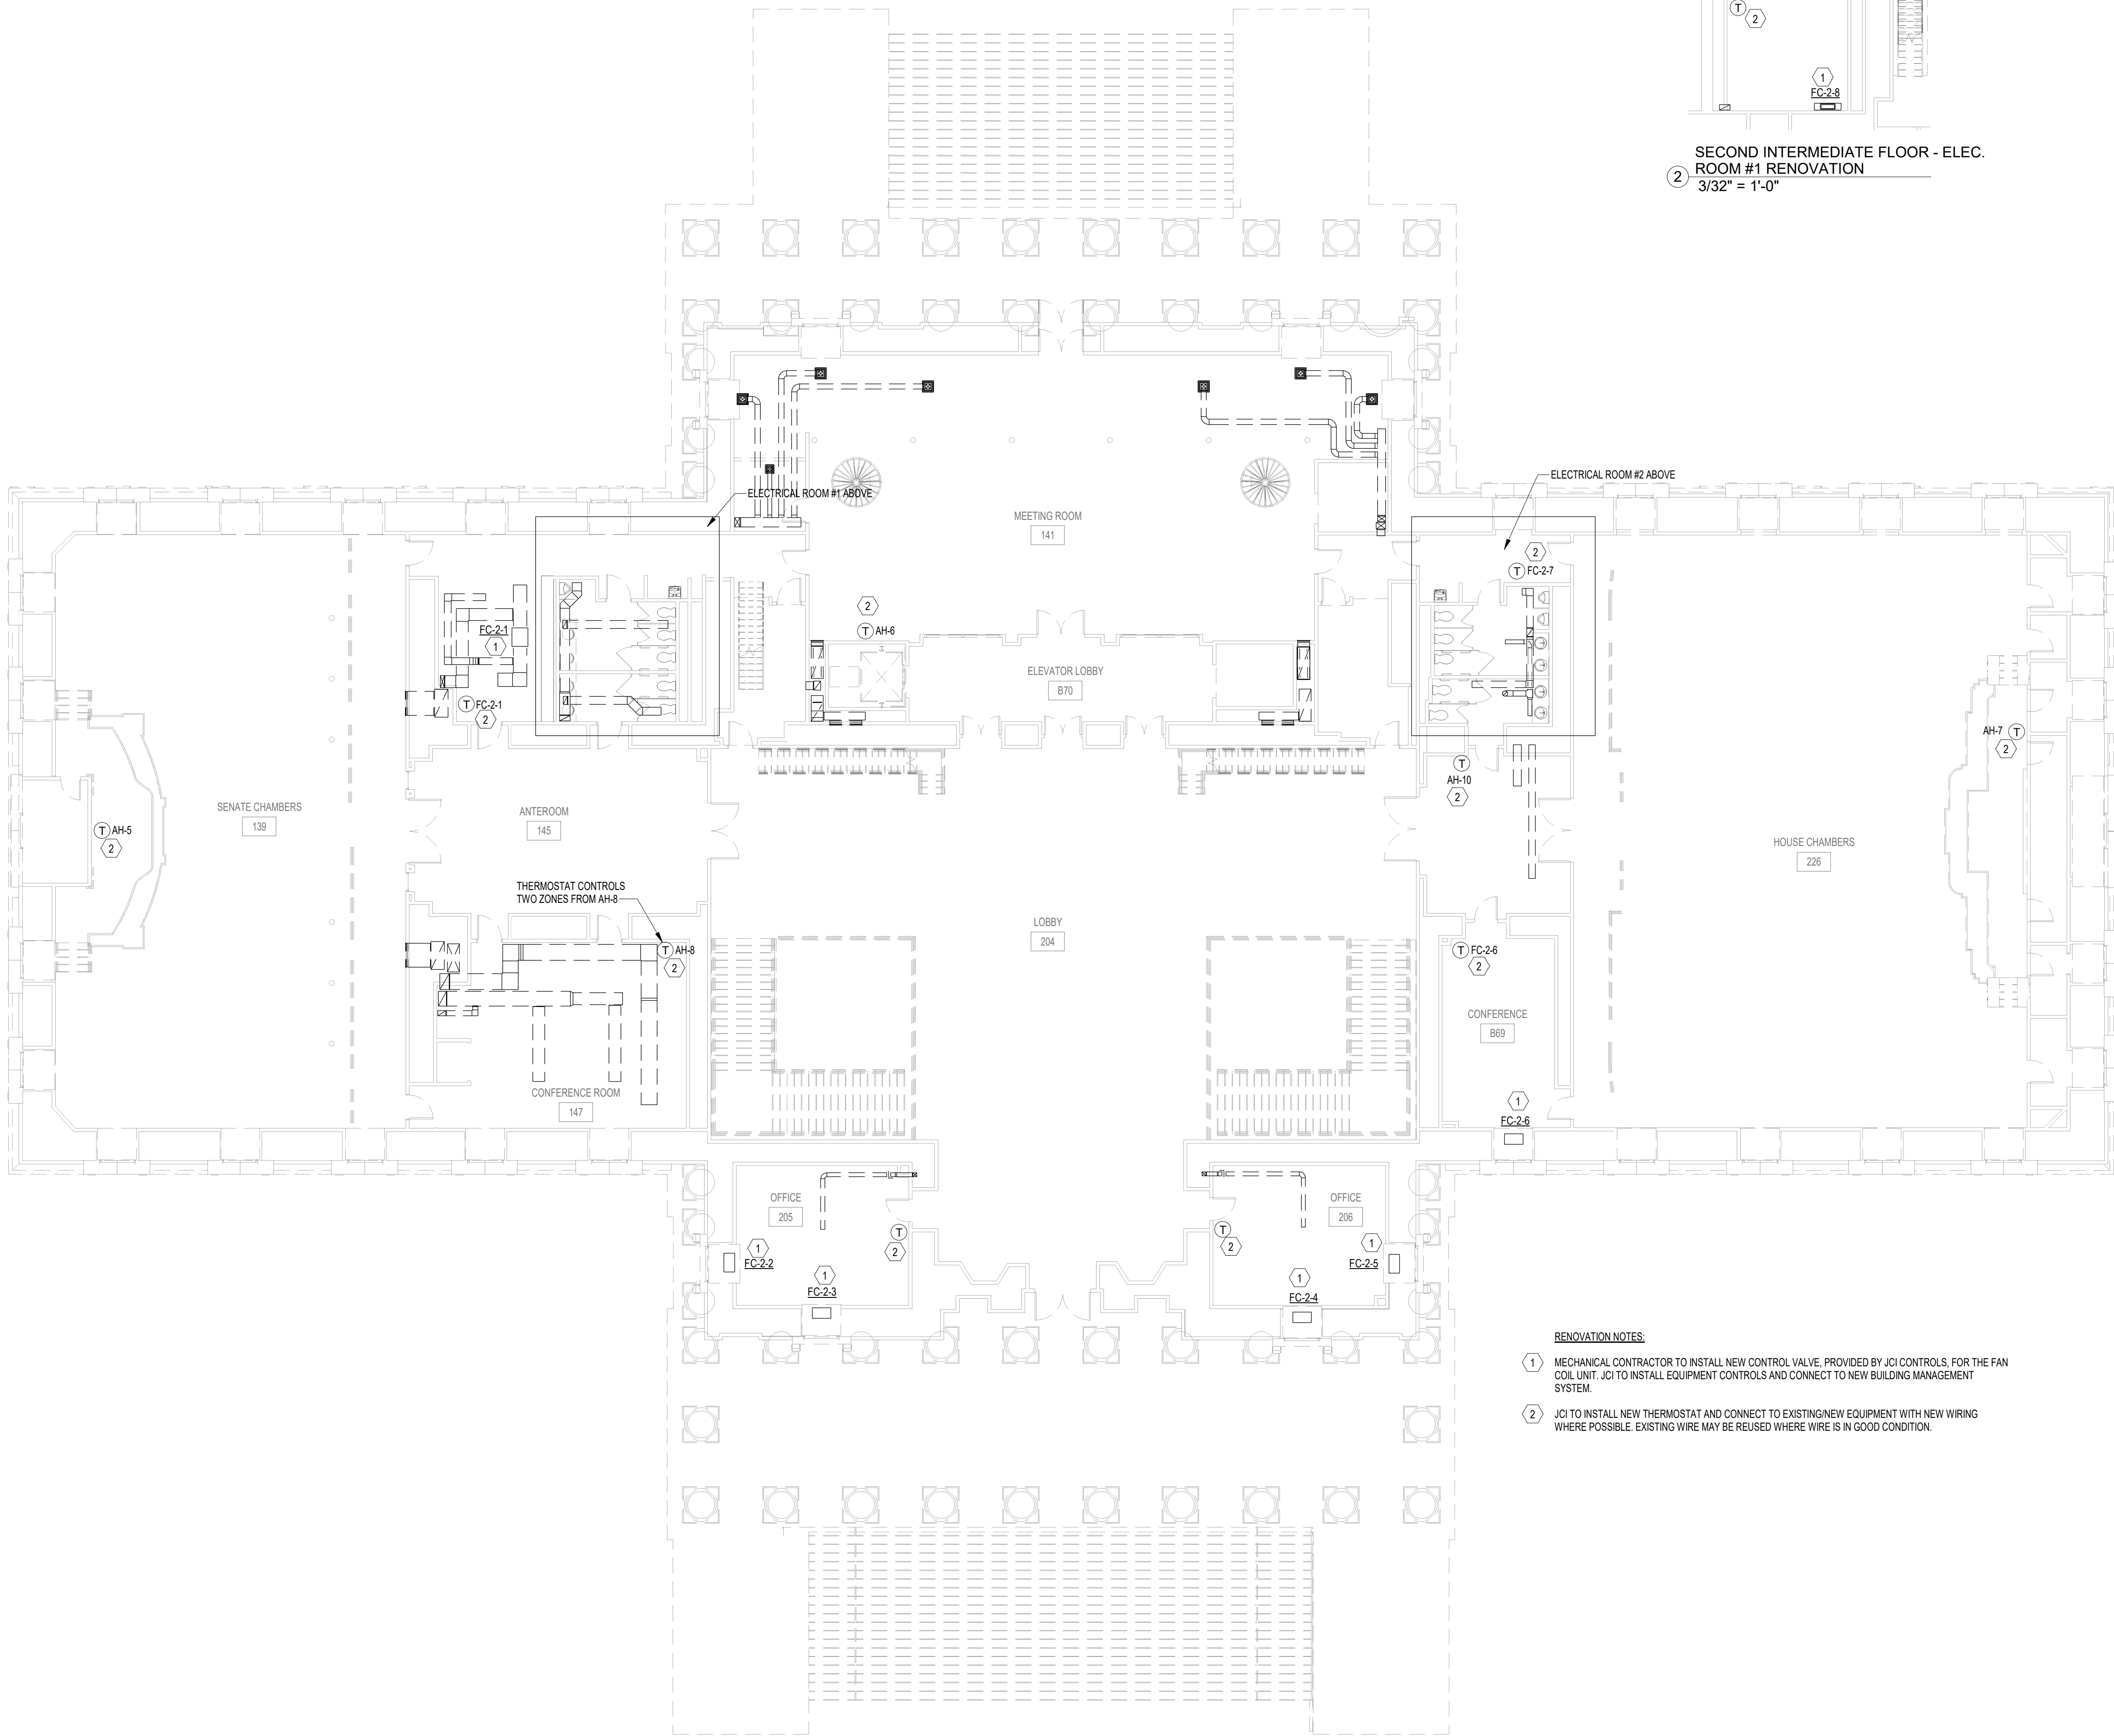 T
2
1
FC-2-8
SECOND INTERMEDIATE FLOOR - ELEC.
ROOM #1 RENOVATION
2
3/32" = 1'-0"
ELECTRICAL ROOM #1 ABOVE
ELECTRICAL ROOM #2 ABOVE
MEETING ROOM
141
2
T FC-2-7
2
T AH-6
FC-2-1
1
T FC-2-1
2
ELEVATOR LOBBY
B70
AH-7 T
2
T
AH-10
2
SENATE CHAMBERS
139
T AH-5
2
ANTEROOM
145
HOUSE CHAMBERS
226
THERMOSTAT CONTROLS
TWO ZONES FROM AH-8
T AH-8
2
LOBBY
204
T FC-2-6
2
CONFERENCE
B69
CONFERENCE ROOM
147
1
FC-2-6
OFFICE
205
T
2
1
FC-2-2
1
FC-2-3
OFFICE
206
T
2
1
FC-2-5
1
FC-2-4
RENOVATION NOTES:
1 MECHANICAL CONTRACTOR TO INSTALL NEW CONTROL VALVE, PROVIDED BY JCI CONTROLS, FOR THE FAN
COIL UNIT. JCI TO INSTALL EQUIPMENT CONTROLS AND CONNECT TO NEW BUILDING MANAGEMENT
SYSTEM.
2 JCI TO INSTALL NEW THERMOSTAT AND CONNECT TO EXISTING/NEW EQUIPMENT WITH NEW WIRING
WHERE POSSIBLE. EXISTING WIRE MAY BE REUSED WHERE WIRE IS IN GOOD CONDITION.